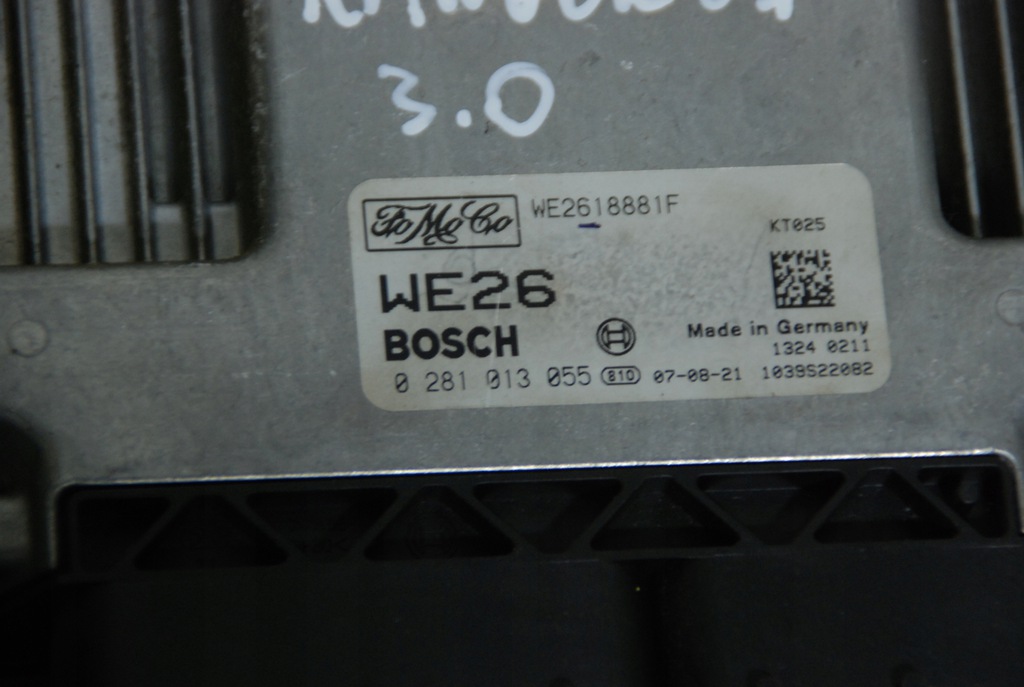 3.0
FoMoCo WE2618881F
KT025
WE26
BOSCH
Made in Germany
1324 0211
0 281 013 055 810 07-08-21 1039S22082